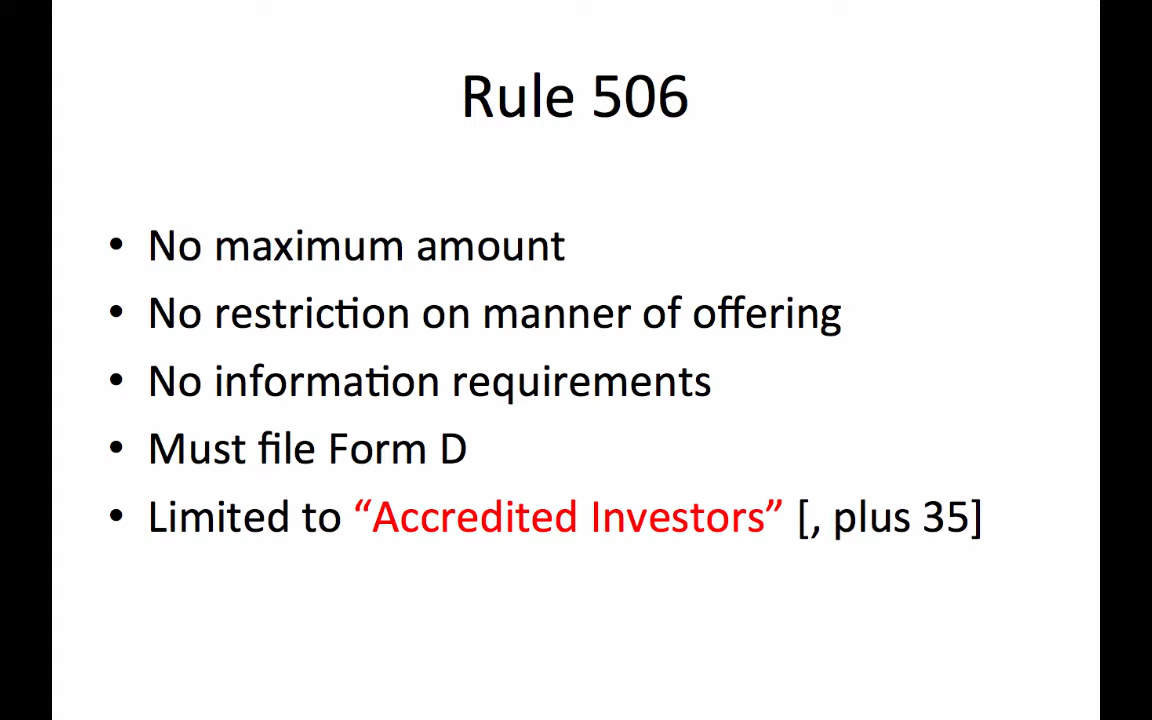 Rule 506
• No maximum amount
• No restriction on manner of offering
• No information requirements
• Must file Form D
• Limited to “Accredited Investors” [, plus 35]